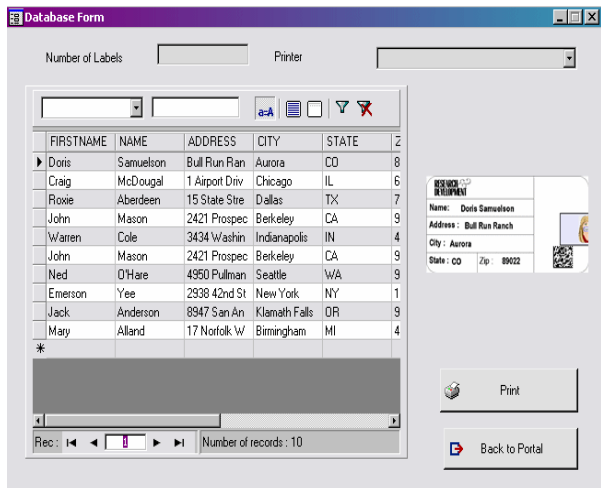 Database Form
Number of Labels Printer
a=A
FIRSTNAME NAME ADDRESS CITY STATE Z
Doris Samuelson Bull Run Ran Aurora CO 8
Craig McDougal 1 Airport Driv Chicago IL 6
Roxie Aberdeen 15 State Stre Dallas TX 7
John Mason 2421 Prospec Berkeley CA 9
Warren Cole 3434 Washin Indianapolis IN 4
John Mason 2421 Prospec Berkeley CA 9
Ned O'Hare 4950 Pullman Seattle WA 9
Emerson Yee 2938 42nd St New York NY 1
Jack Anderson 8947 San An Klamath Falls OR 9
Mary Alland 17 Norfolk W Birmingham MI 4
Rec : 1 Number of records : 10
RESEARCH
DEVELOPMENT
Name: Doris Samuelson
Address : Bull Run Ranch
City : Aurora
State : CO Zip : 89022
Print
Back to Portal